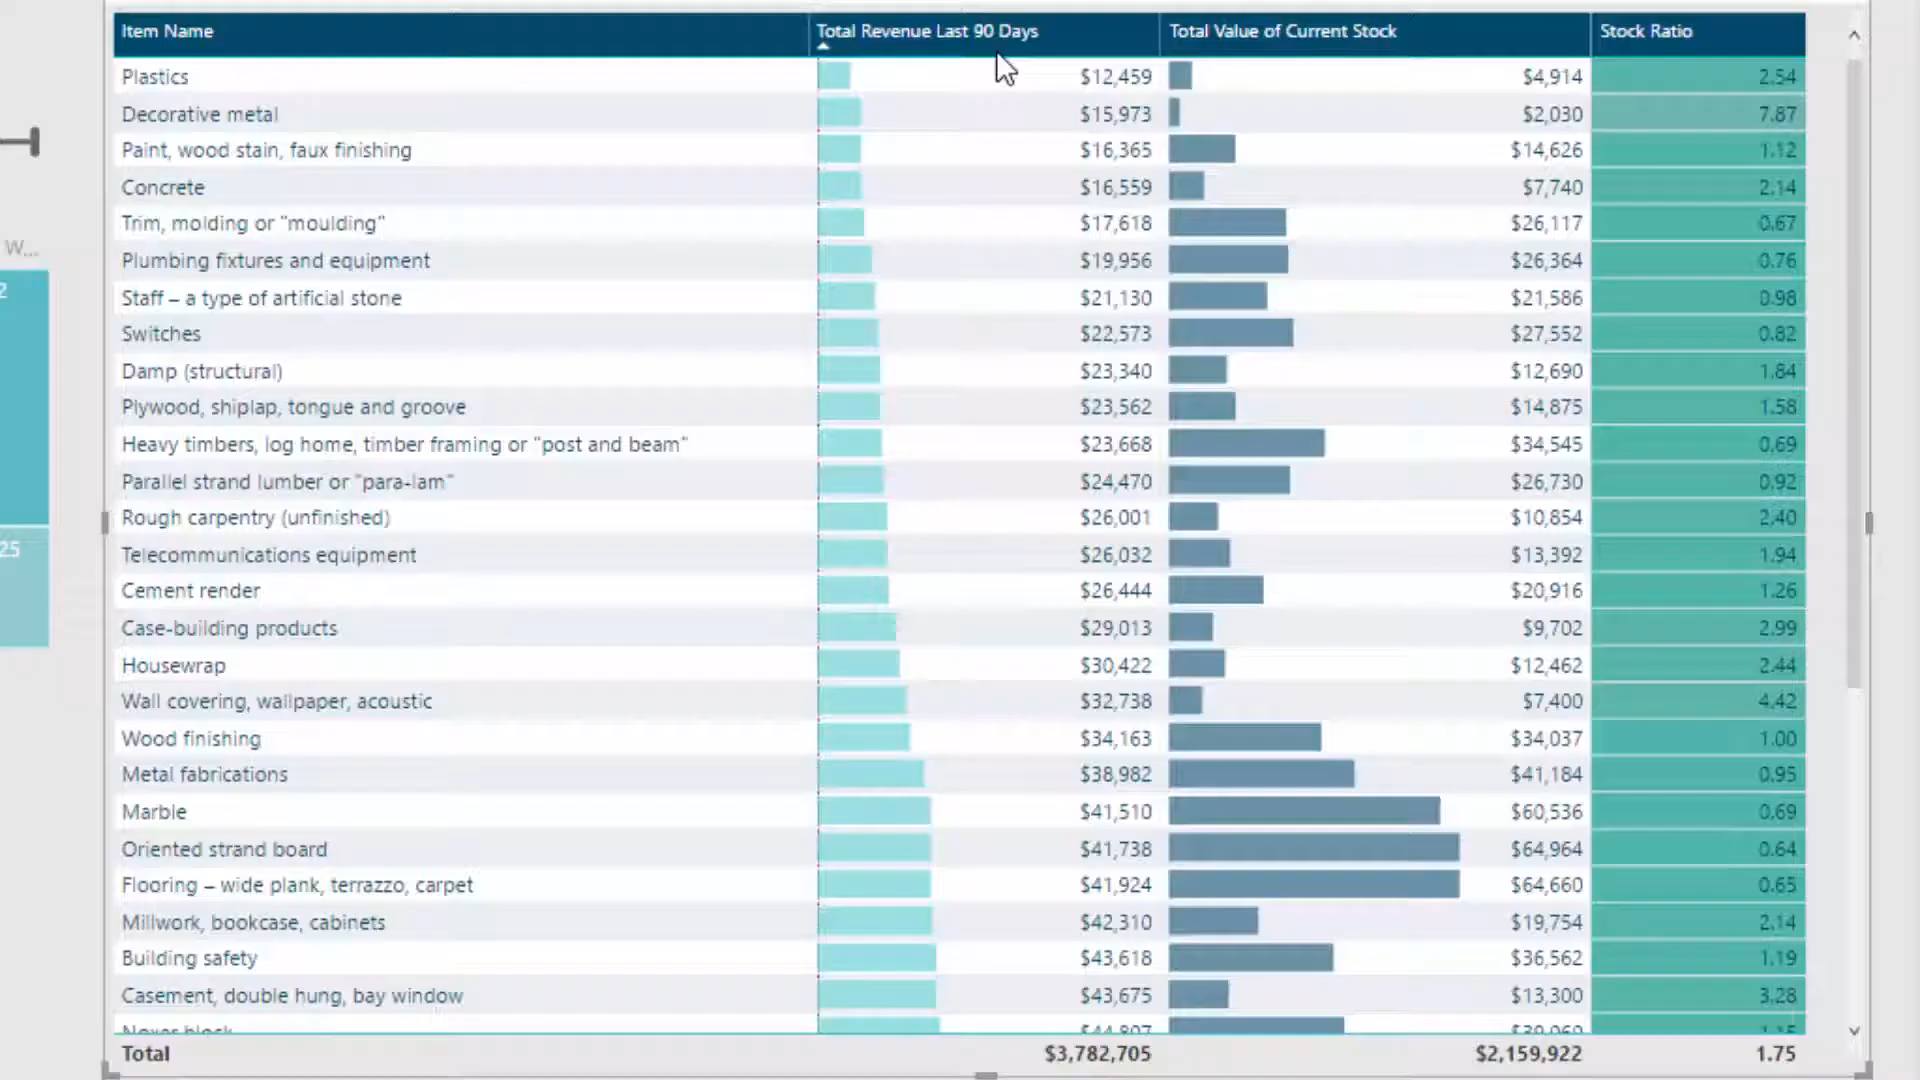 Item Name Total Revenue Last 90 Days Total Value of Current Stock Stock Ratio
Plastics $12,459 $4,914 2.54
Decorative metal $15,973 $2,030 7.87
Paint, wood stain, faux finishing $16,365 $14,626 1.12
Concrete $16,559 $7,740 2.14
Trim, molding or "moulding" $17,618 $26,117 0.67
W...
Plumbing fixtures and equipment $19,956 $26,364 0.76
2
Staff – a type of artificial stone $21,130 $21,586 0.98
Switches $22,573 $27,552 0.82
Damp (structural) $23,340 $12,690 1.84
Plywood, shiplap, tongue and groove $23,562 $14,875 1.58
Heavy timbers, log home, timber framing or "post and beam" $23,668 $34,545 0.69
Parallel strand lumber or "para-lam" $24,470 $26,730 0.92
Rough carpentry (unfinished) $26,001 $10,854 2.40
25
Telecommunications equipment $26,032 $13,392 1.94
Cement render $26,444 $20,916 1.26
Case-building products $29,013 $9,702 2.99
Housewrap $30,422 $12,462 2.44
Wall covering, wallpaper, acoustic $32,738 $7,400 4.42
Wood finishing $34,163 $34,037 1.00
Metal fabrications $38,982 $41,184 0.95
Marble $41,510 $60,536 0.69
Oriented strand board $41,738 $64,964 0.64
Flooring – wide plank, terrazzo, carpet $41,924 $64,660 0.65
Millwork, bookcase, cabinets $42,310 $19,754 2.14
Building safety $43,618 $36,562 1.19
Casement, double hung, bay window $43,675 $13,300 3.28
Total $3,782,705 $2,159,922 1.75